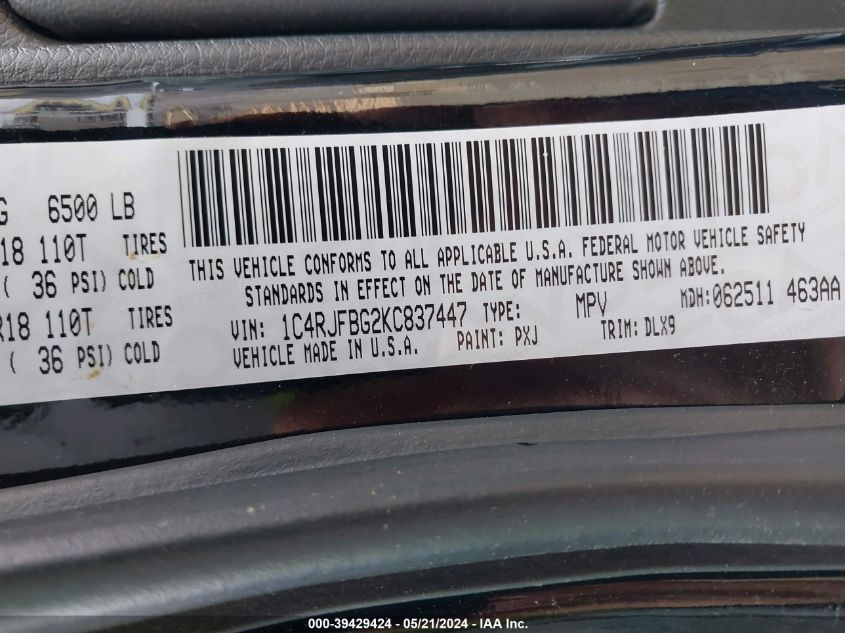 G 6500 LB
R18 110T TIRES
( 36 PSI) COLD
R18 110T TIRES
( 36 PSI) COLD
THIS VEHICLE CONFORMS TO ALL APPLICABLE U.S.A. FEDERAL MOTOR VEHICLE SAFETY
STANDARDS IN EFFECT ON THE DATE OF MANUFACTURE SHOWN ABOVE.
VIN: 1C4RJFBG2KC837447 TYPE: MPV MDH:062511 463AA
VEHICLE MADE IN U.S.A. PAINT: PXJ TRIM: DLX9
000-39429424 - 05/21/2024 - IAA Inc.